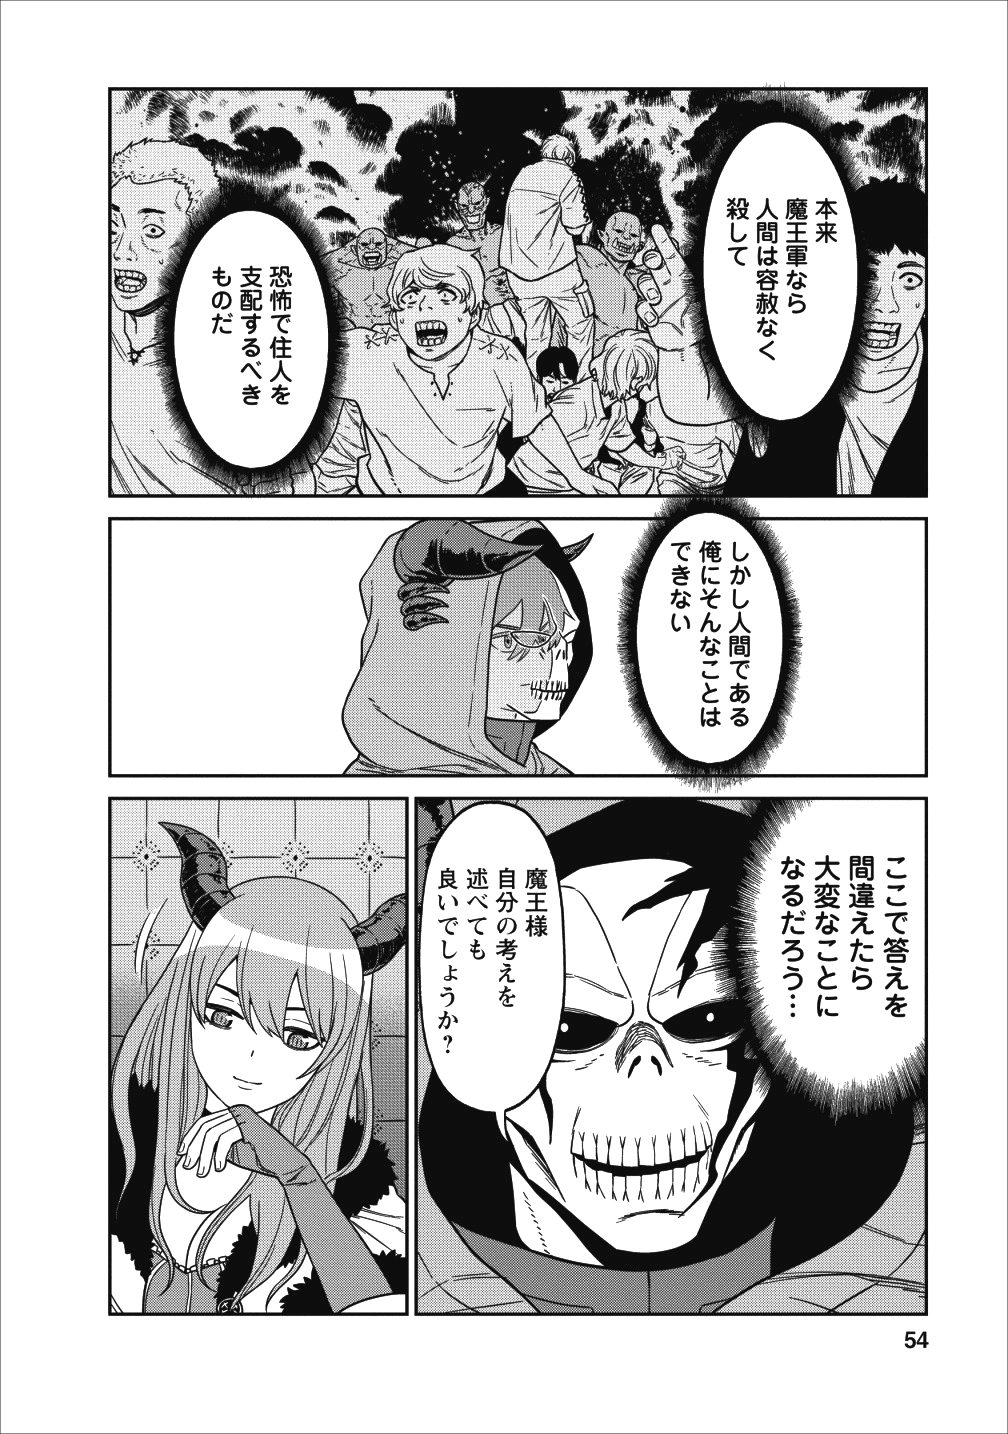 本来
魔王軍なら
人間は容赦なく
殺して
恐怖で住人を
支配するべき
ものだ
しかし人間である
俺にそんなことは
できない
ここで答えを
間違えたら
大変なことに
なるだろう…
魔王様
自分の考えを
述べても
良いでしょうか?
54